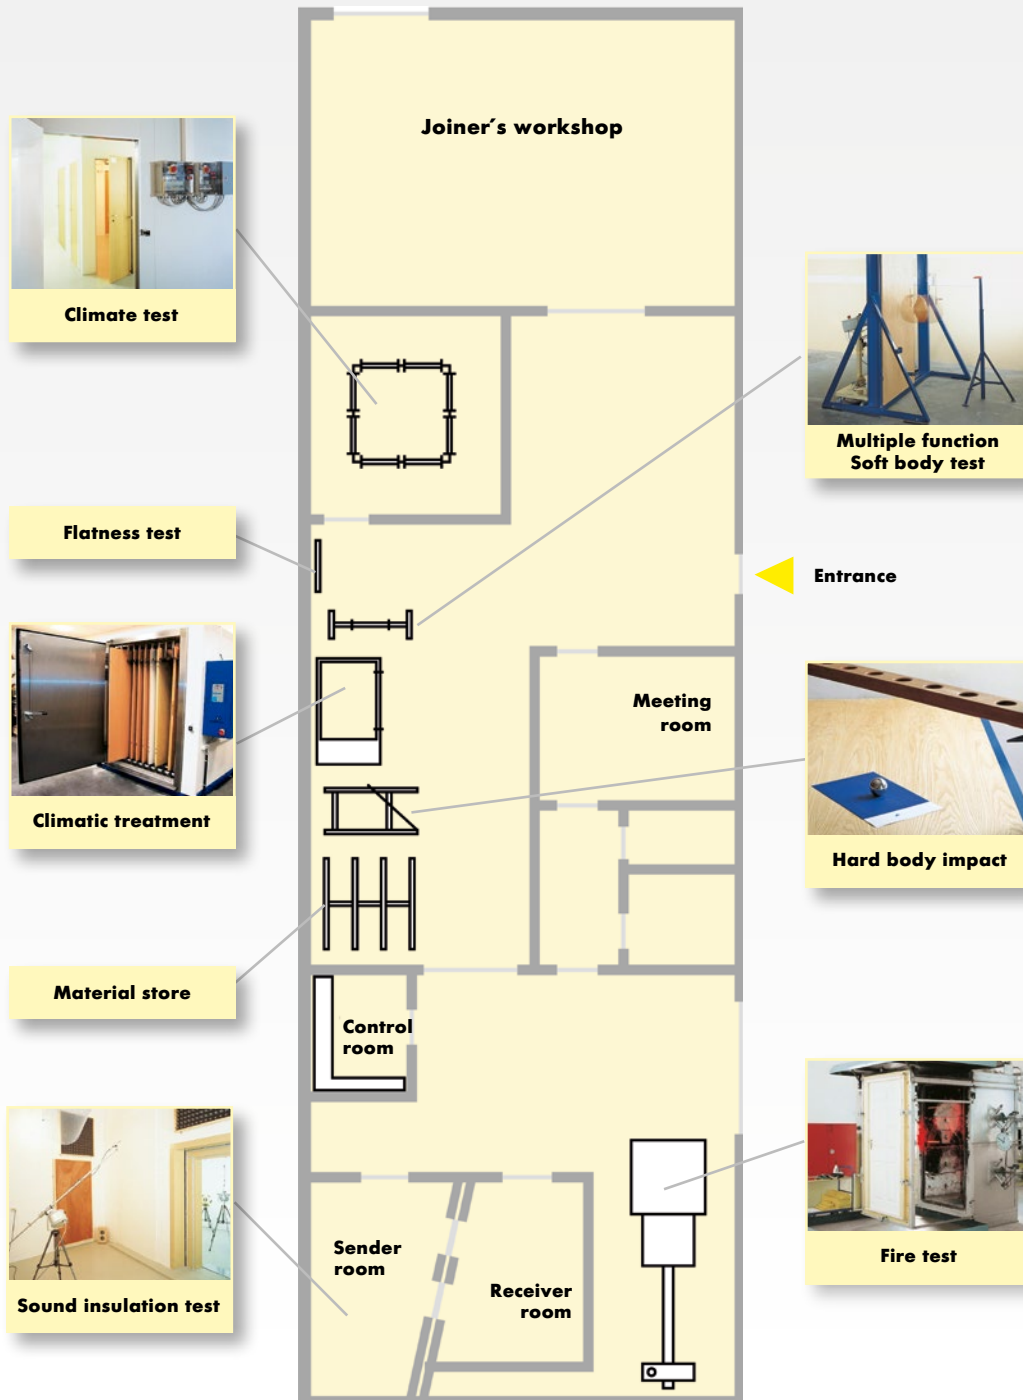 Joiner´s workshop
Climate test
Multiple function
Soft body test
Flatness test
Entrance
Meeting
room
Climatic treatment
Hard body impact
Material store
Control
room
Sender
room
Receiver
room
Fire test
Sound insulation test